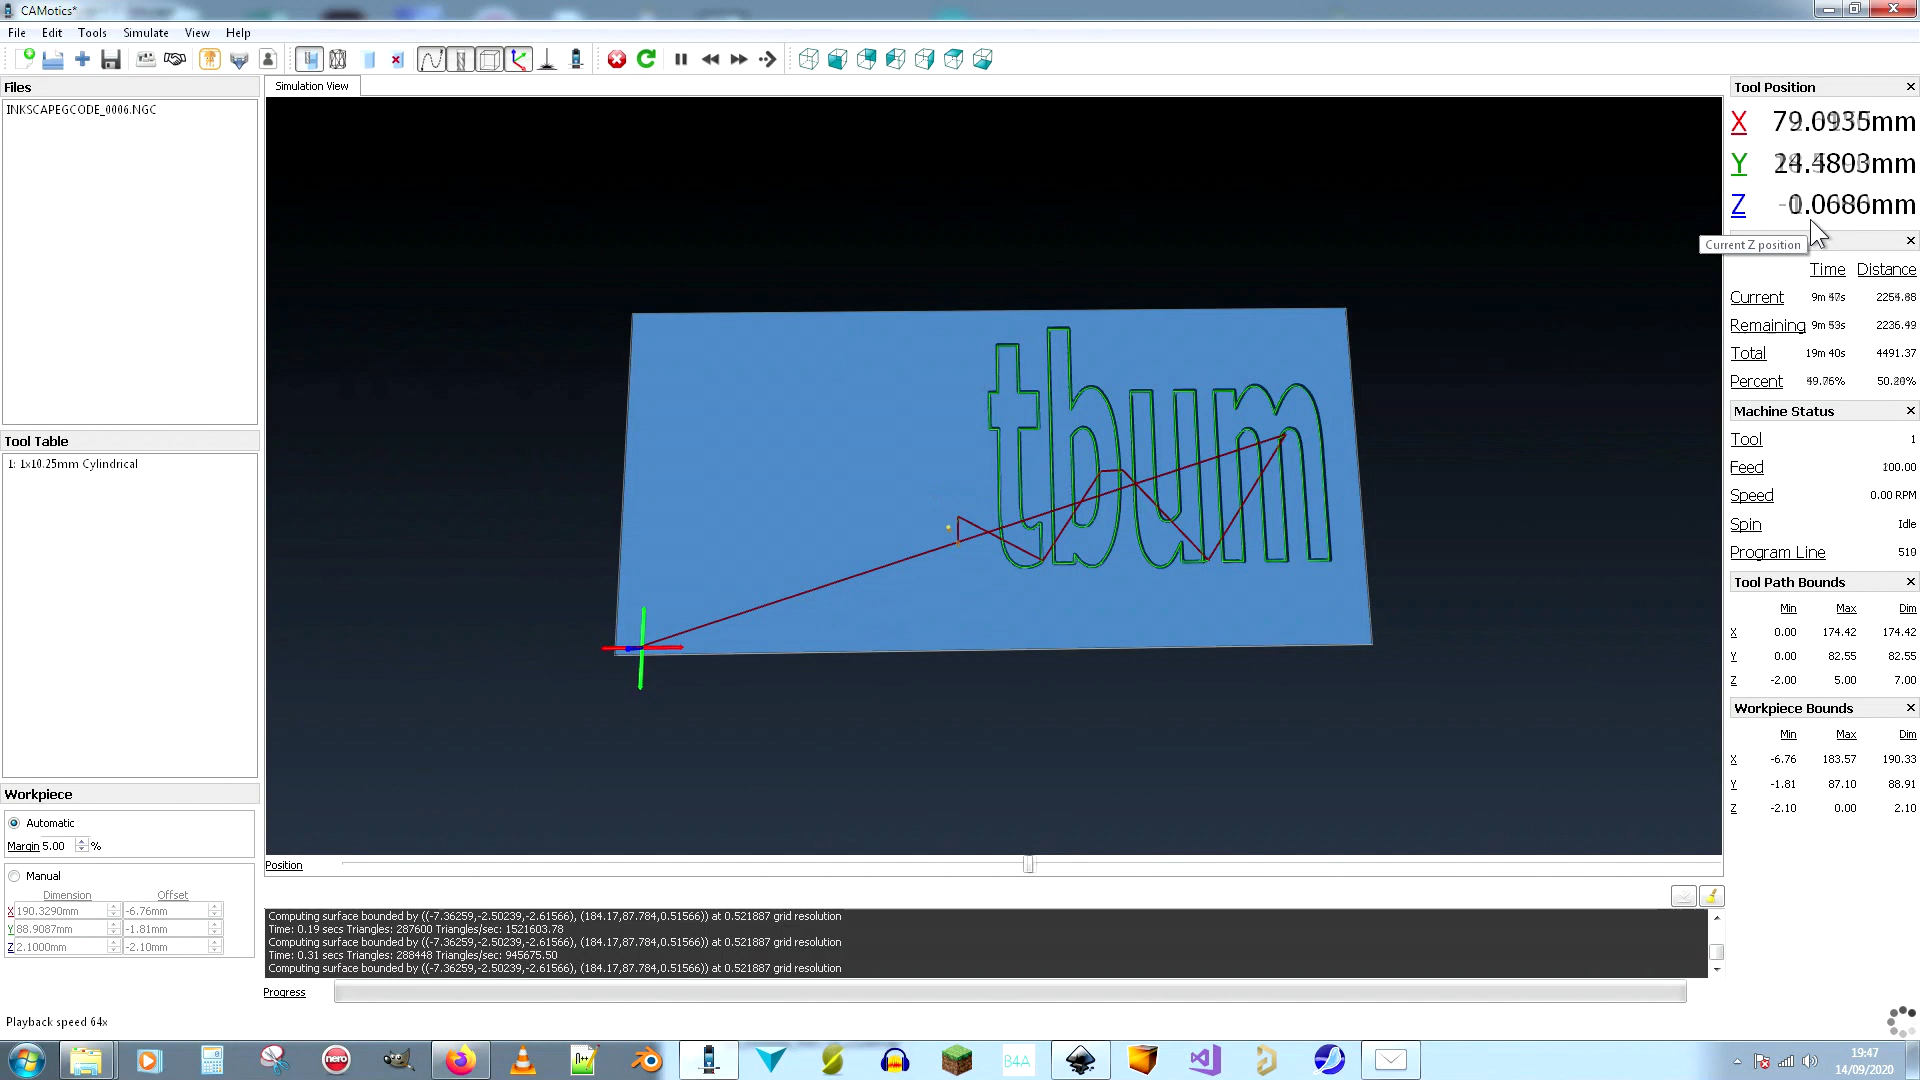 CAMotics*
File Edit Tools Simulate View Help
Files
INKSCAPEGCODE_0006.NGC
Tool Table
1: 1x10.25mm Cylindrical
Workpiece
Automatic
Margin 5.00 %
Manual
Dimension Offset
X 190.3290mm -6.76mm
Y 88.9087mm -1.81mm
Z 2.1000mm -2.10mm
Simulation View
tbum
Position
Computing surface bounded by ((-7.36259,-2.50239,-2.61566), (184.17,87.784,0.51566)) at 0.521887 grid resolution
Time: 0.19 secs Triangles: 287600 Triangles/sec: 1521603.78
Computing surface bounded by ((-7.36259,-2.50239,-2.61566), (184.17,87.784,0.51566)) at 0.521887 grid resolution
Time: 0.31 secs Triangles: 288448 Triangles/sec: 945675.50
Computing surface bounded by ((-7.36259,-2.50239,-2.61566), (184.17,87.784,0.51566)) at 0.521887 grid resolution
Progress
Tool Position
X 79.0935mm
Y 24.4803mm
Z 0.0686mm
Current Z position
Time Distance
Current 9m 47s 2254.88
Remaining 9m 53s 2236.49
Total 19m 40s 4491.37
Percent 49.76% 50.20%
Machine Status
Tool 1
Feed 100.00
Speed 0.00 RPM
Spin Idle
Program Line 510
Tool Path Bounds
Min Max Dim
X 0.00 174.42 174.42
Y 0.00 82.55 82.55
Z -2.00 5.00 7.00
Workpiece Bounds
Min Max Dim
X -6.76 183.57 190.33
Y -1.81 87.10 88.91
Z -2.10 0.00 2.10
Playback speed 64x
nero
B4A
19:47
14/09/2020